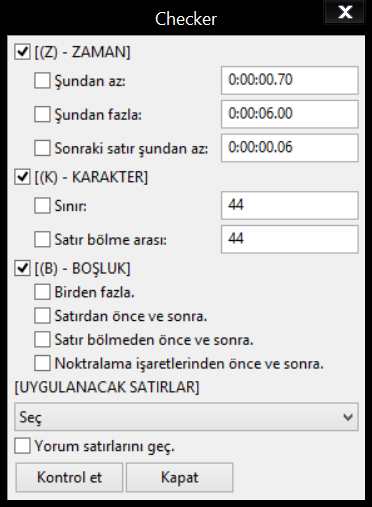 Checker
X
[(Z) - ZAMAN]
Şundan az: 0:00:00.70
Şundan fazla: 0:00:06.00
Sonraki satır şundan az: 0:00:00.06
[(K) - KARAKTER]
Sınır: 44
Satır bölme arası: 44
[(B) - BOŞLUK]
Birden fazla.
Satırdan önce ve sonra.
Satır bölmeden önce ve sonra.
Noktralama işaretlerinden önce ve sonra.
[UYGULANACAK SATIRLAR]
Seç
Yorum satırlarını geç.
Kontrol et Kapat